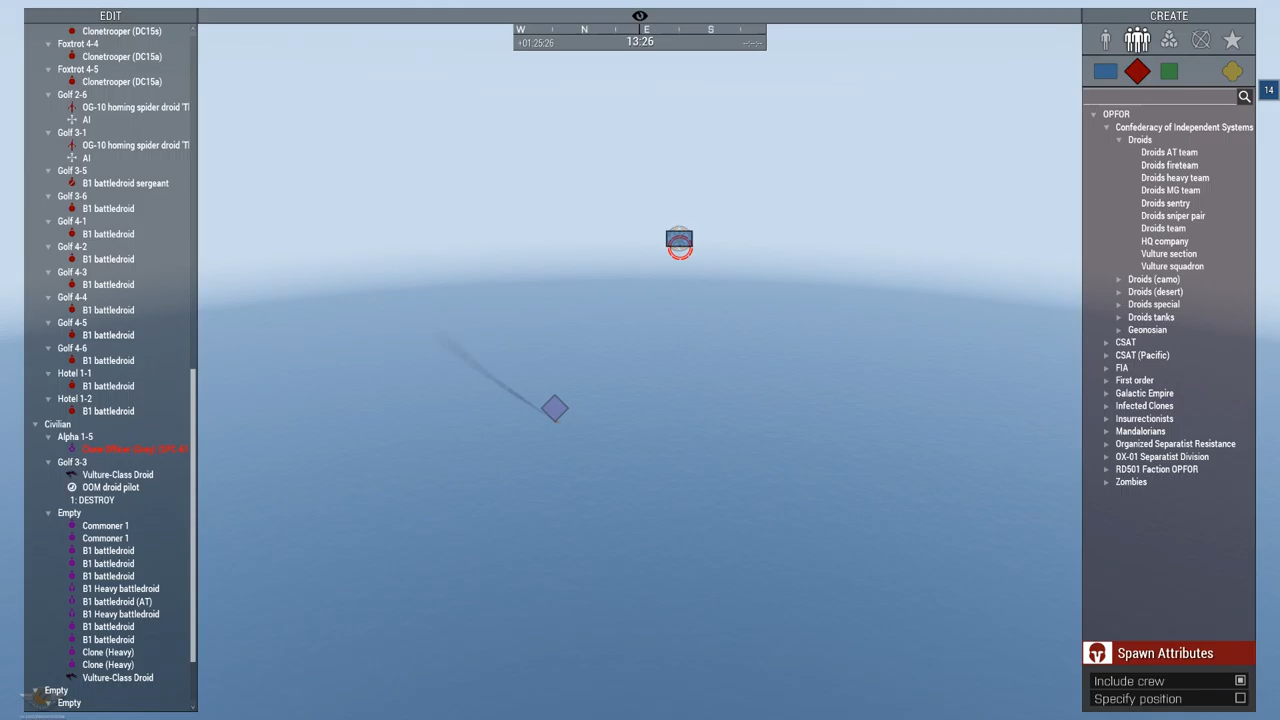 EDIT
Clonetrooper (DC15s)
Foxtrot 4-4
Clonetrooper (DC15a)
Foxtrot 4-5
Clonetrooper (DC15a)
Golf 2-6
OG-10 homing spider droid 'Tl
AI
Golf 3-1
OG-10 homing spider droid 'Tl
AI
Golf 3-5
B1 battledroid sergeant
Golf 3-6
B1 battledroid
Golf 4-1
B1 battledroid
Golf 4-2
B1 battledroid
Golf 4-3
B1 battledroid
Golf 4-4
B1 battledroid
Golf 4-5
B1 battledroid
Golf 4-6
B1 battledroid
Hotel 1-1
B1 battledroid
Hotel 1-2
B1 battledroid
Civilian
Alpha 1-5
Golf 3-3
Vulture-Class Droid
OOM droid pilot
1: DESTROY
Empty
Commoner 1
Commoner 1
B1 battledroid
B1 battledroid
B1 battledroid
B1 Heavy battledroid
B1 battledroid (AT)
B1 Heavy battledroid
B1 battledroid
B1 battledroid
Clone (Heavy)
Clone (Heavy)
Vulture-Class Droid
Empty
Empty
W N E S
+01:25:26 13:26 --:--
CREATE
14
OPFOR
Confederacy of Independent Systems
Droids
Droids AT team
Droids fireteam
Droids heavy team
Droids MG team
Droids sentry
Droids sniper pair
Droids team
HQ company
Vulture section
Vulture squadron
Droids (camo)
Droids (desert)
Droids special
Droids tanks
Geonosian
CSAT
CSAT (Pacific)
FIA
First order
Galactic Empire
Infected Clones
Insurrectionists
Mandalorians
Organized Separatist Resistance
OX-01 Separatist Division
RD501 Faction OPFOR
Zombies
Spawn Attributes
Include crew
Specify position